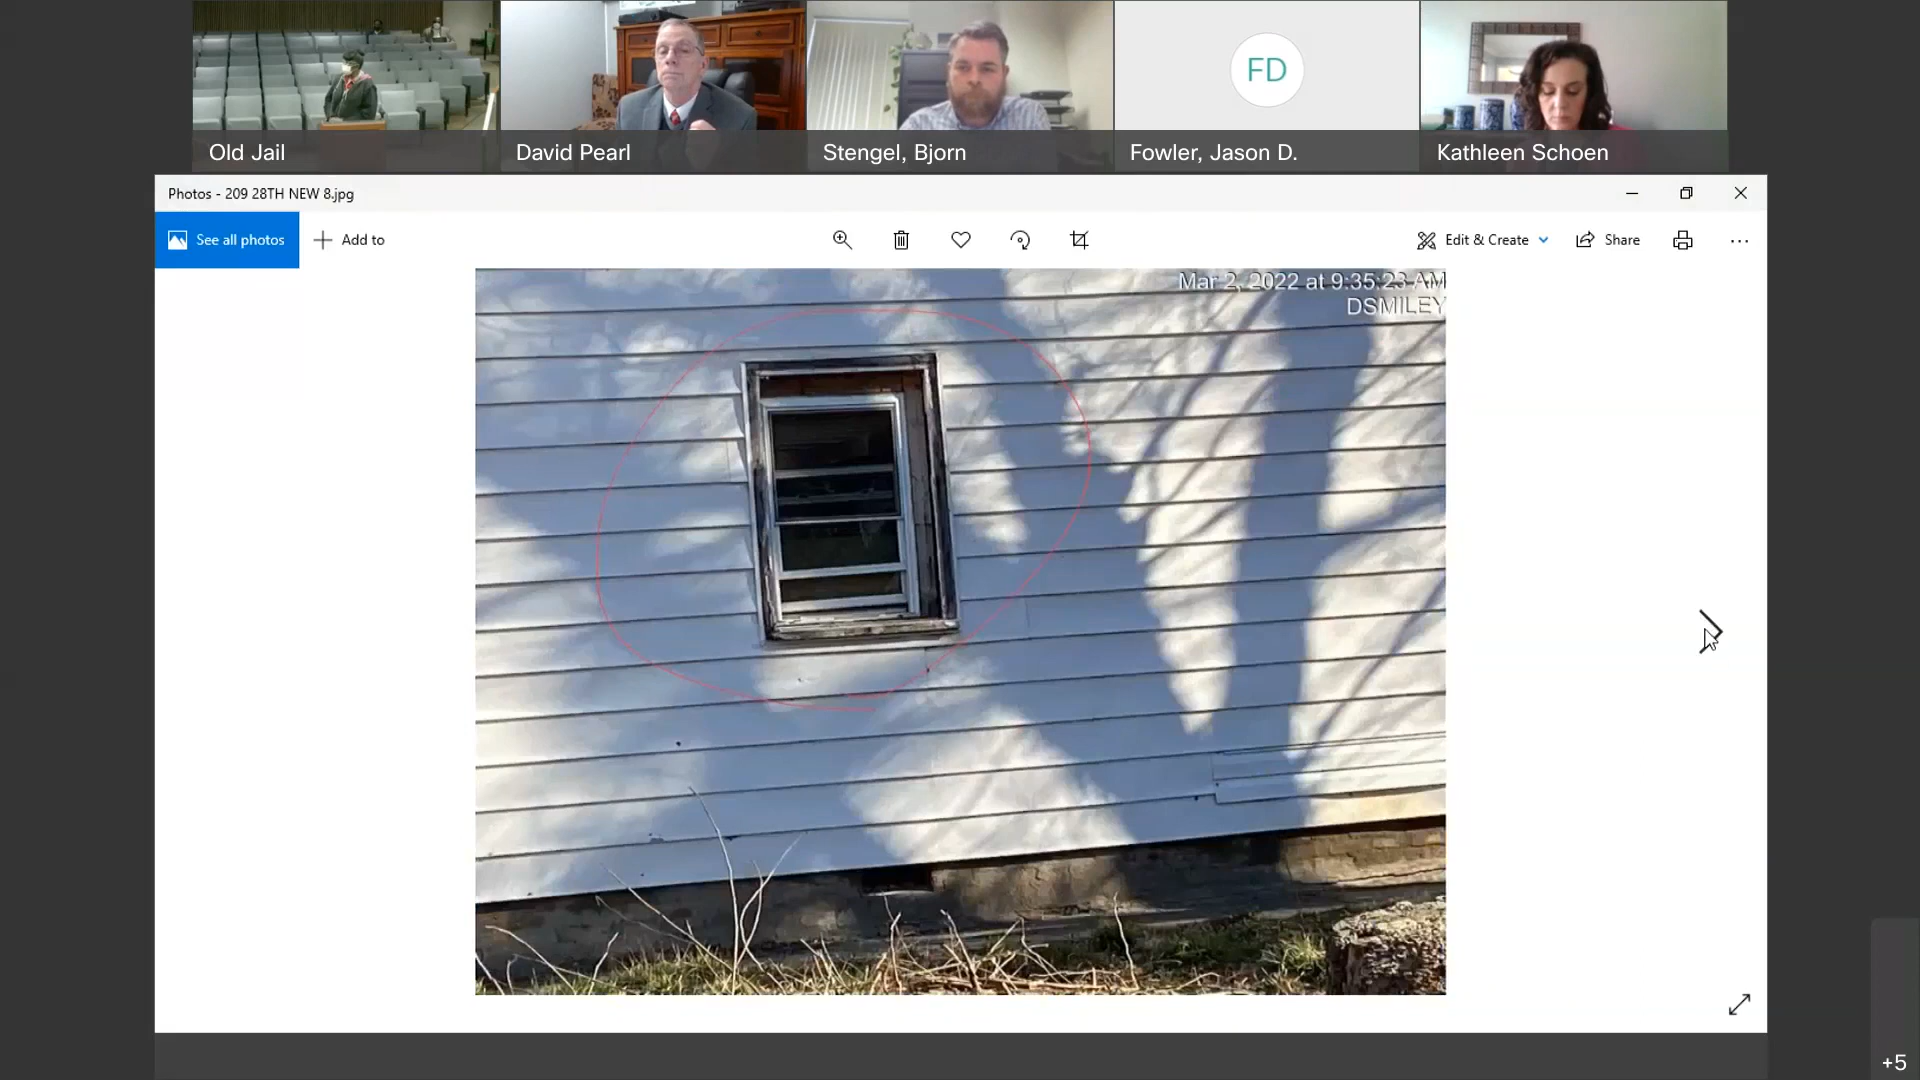 Old Jail
David Pearl
Stengel, Bjorn
FD
Fowler, Jason D.
Kathleen Schoen
Photos - 209 28TH NEW 8.jpg
See all photos
Add to
Edit & Create
Share
Mar 2, 2022 at 9:35:23 AM
DSMILEY
+5